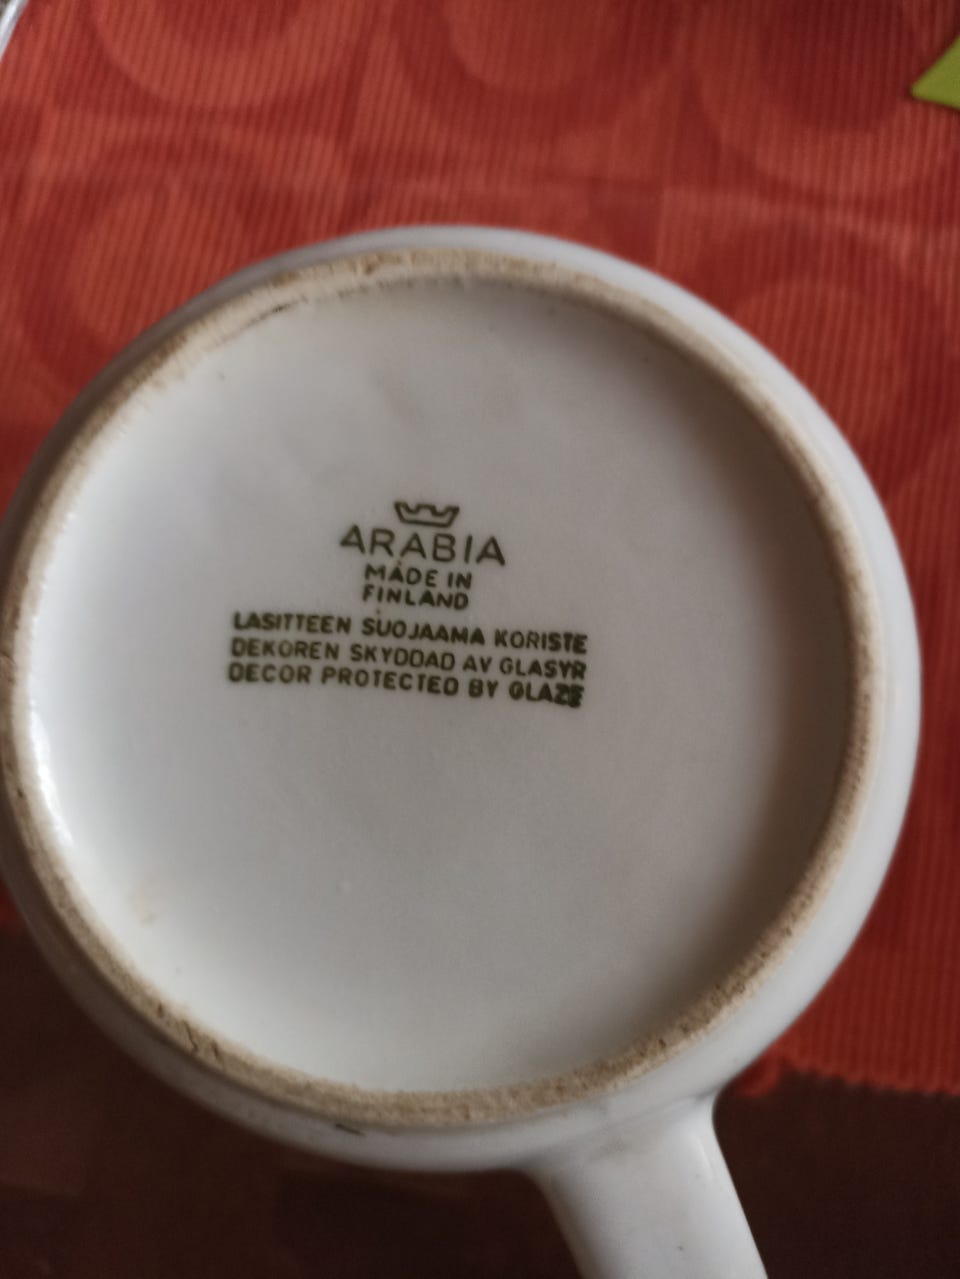 ARABIA
MADE IN
FINLAND
LASITTEEN SUOJAAMA KORISTE
DEKOREN SKYDDAD AV GLASYR
DECOR PROTECTED BY GLAZE